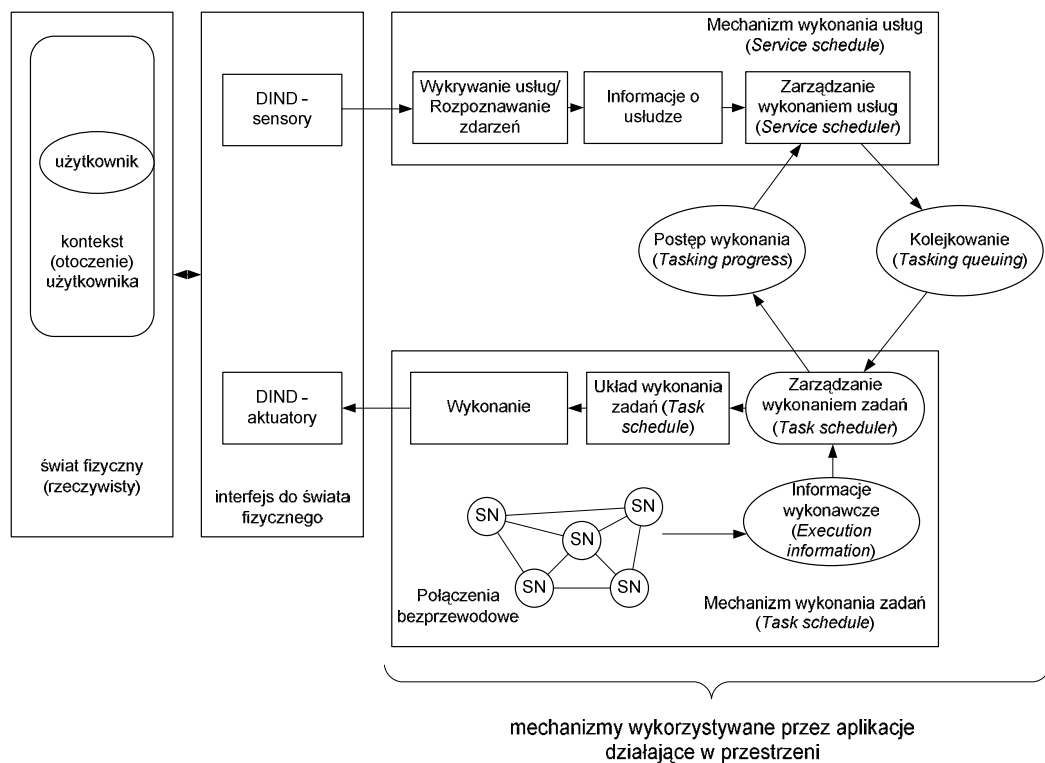 użytkownik
kontekst
(otoczenie)
użytkownika
świat fizyczny
(rzeczywisty)
DIND -
sensory
DIND -
aktuatory
interfejs do świata
fizycznego
Mechanizm wykonania usług
(Service schedule)
Wykrywanie usług/
Rozpoznawanie
zdarzeń
Informacje o
usłudze
Zarządzanie
wykonaniem usług
(Service scheduler)
Postęp wykonania
(Tasking progress)
Kolejkowanie
(Tasking queuing)
Wykonanie
Układ wykonania
zadań (Task
schedule)
Zarządzanie
wykonaniem zadań
(Task scheduler)
Informacje
wykonawcze
(Execution
information)
SN
SN
SN
SN
SN
Połączenia
bezprzewodowe
Mechanizm wykonania zadań
(Task schedule)
mechanizmy wykorzystywane przez aplikacje
działające w przestrzeni